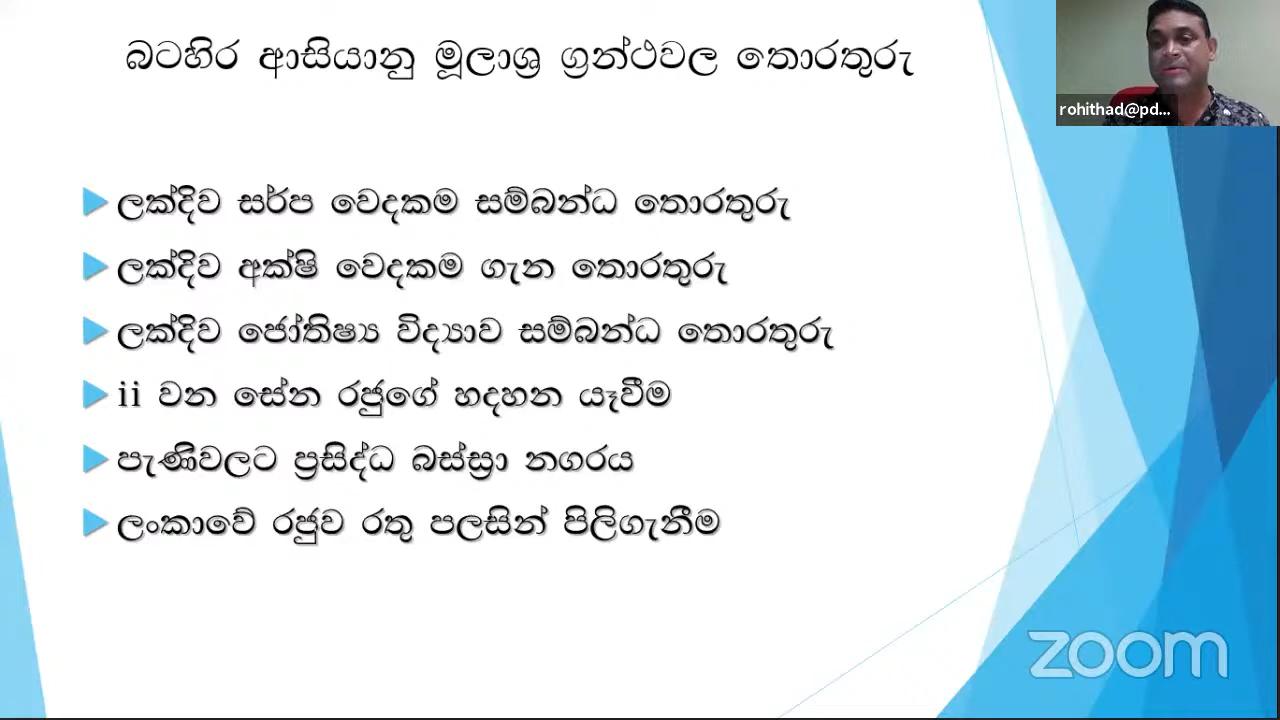 බටහිර ආසියානු මූලාශ්‍ර ග්‍රන්ථවල තොරතුරු
rohithad@pd...
ලක්දිව සර්ප වෙදකම සම්බන්ධ තොරතුරු
ලක්දිව අක්ෂි වෙදකම ගැන තොරතුරු
ලක්දිව ජෝතිෂ්‍ය විද්‍යාව සම්බන්ධ තොරතුරු
ii වන සේන රජුගේ හදහන යෑවීම
පැණිවලට ප්‍රසිද්ධ බස්ස්‍රා නගරය
ලංකාවේ රජුව රතු පලසින් පිලිගැනීම
zoom